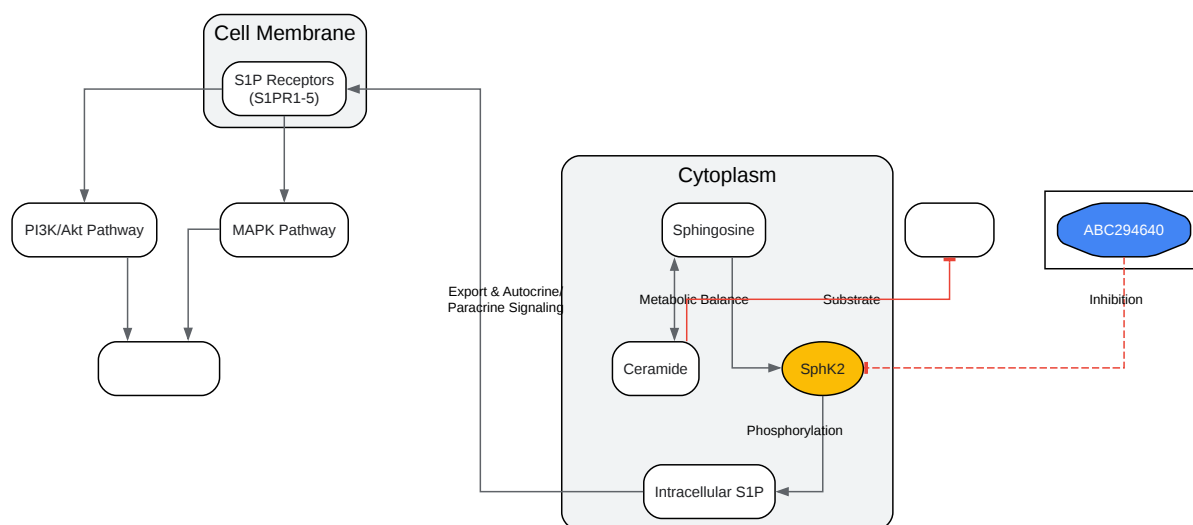 Cell Membrane
S1P Receptors
(S1PR1-5)
Cytoplasm
PI3K/Akt Pathway
MAPK Pathway
Sphingosine
ABC294640
Export & Autocrine/
Paracrine Signaling
Metabolic Balance
Substrate
Inhibition
Ceramide
SphK2
Phosphorylation
Intracellular S1P